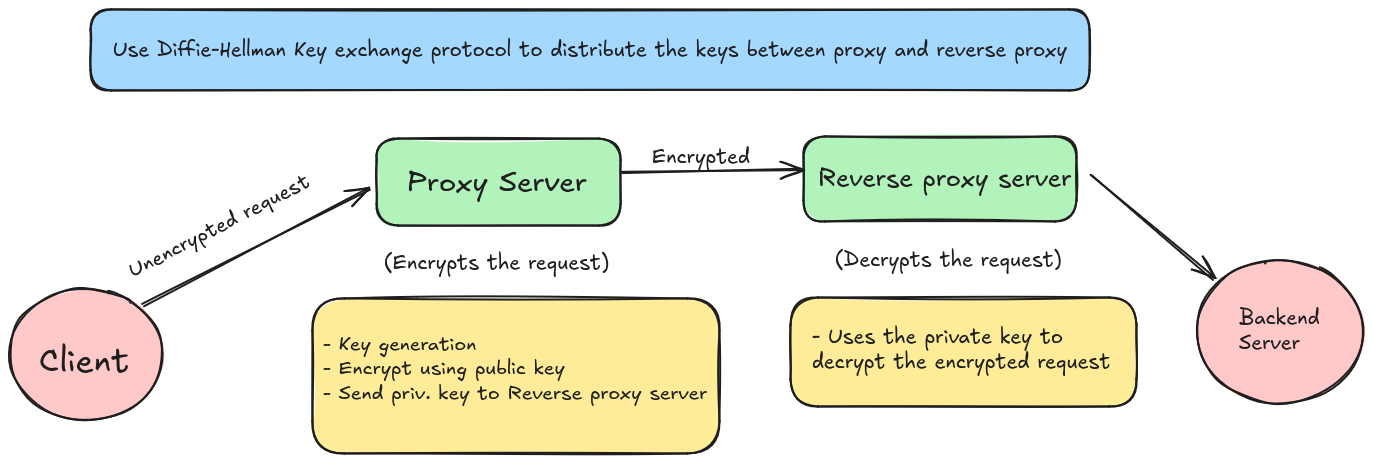 Use Diffie-Hellman Key exchange protocol to distribute the keys between proxy and reverse proxy
Unencrypted request
Proxy Server
Encrypted
Reverse proxy server
(Encrypts the request)
(Decrypts the request)
Client
- Key generation
- Encrypt using public key
- Send priv. key to Reverse proxy server
- Uses the private key to
decrypt the encrypted request
Backend
Server